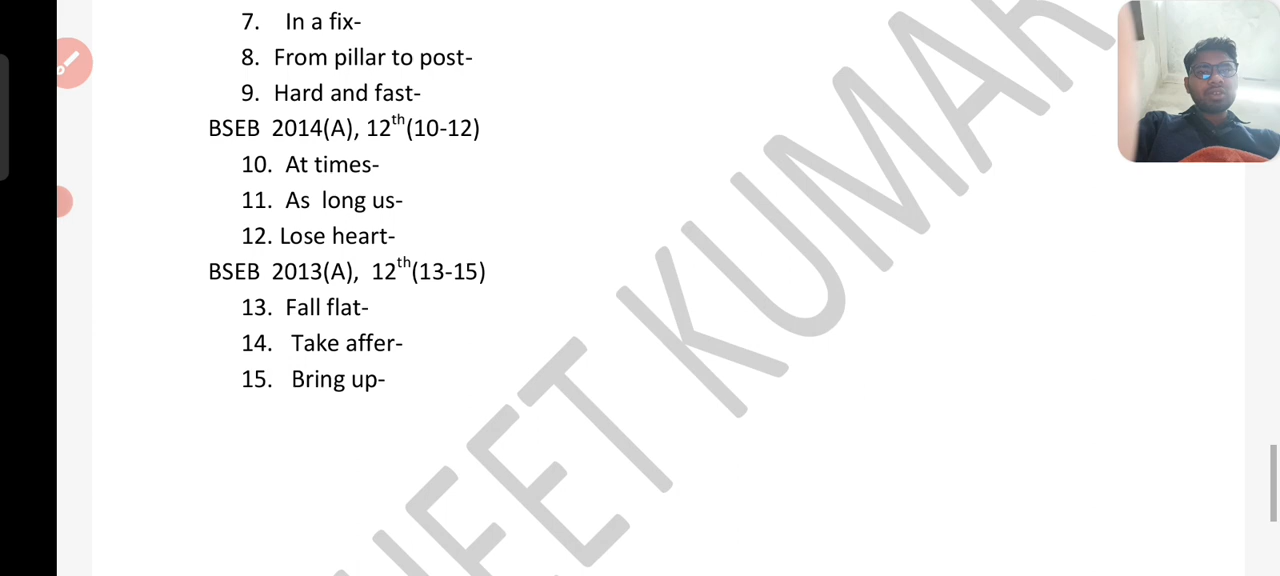 7. In a fix-
8. From pillar to post-
9. Hard and fast-
BSEB 2014(A), 12th(10-12)
10. At times-
11. As long us-
12. Lose heart-
BSEB 2013(A), 12th(13-15)
13. Fall flat-
14. Take affer-
15. Bring up-
KUMAR